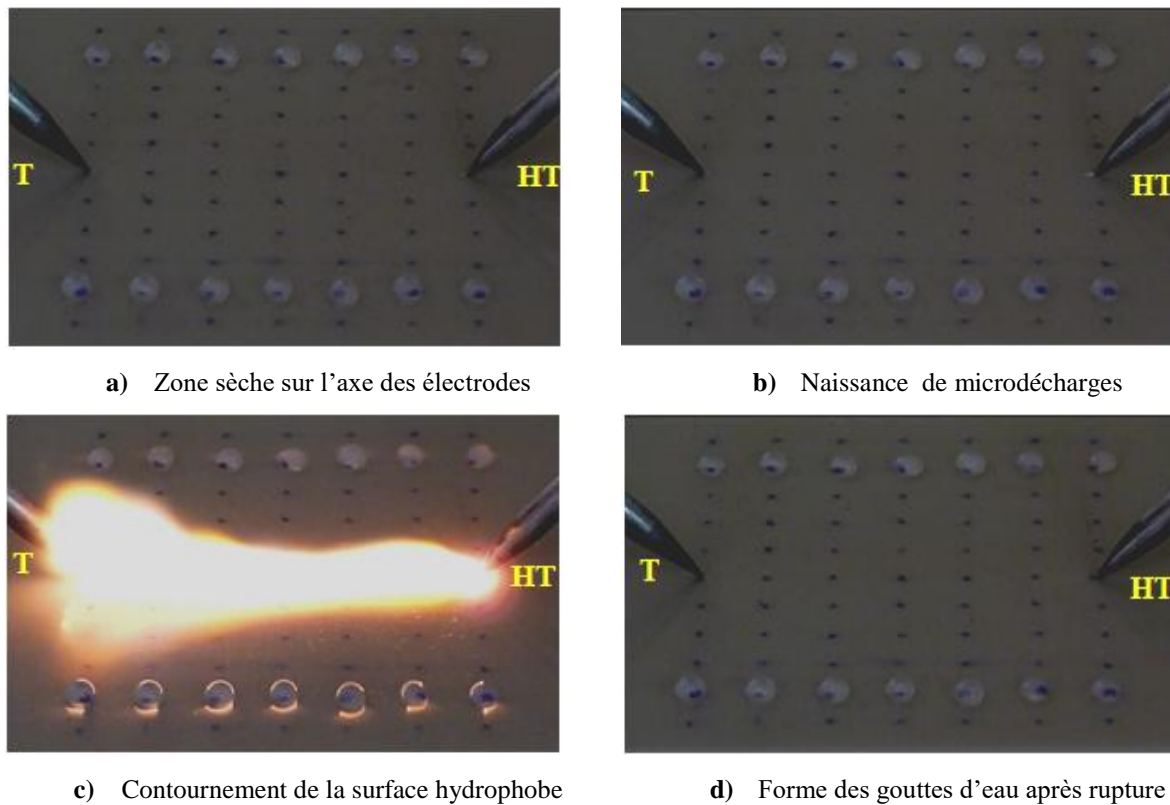 T HT
T HT
a) Zone sèche sur l'axe des électrodes
b) Naissance de microdécharges
T HT
T HT
c) Contournement de la surface hydrophobe
d) Forme des gouttes d'eau après rupture